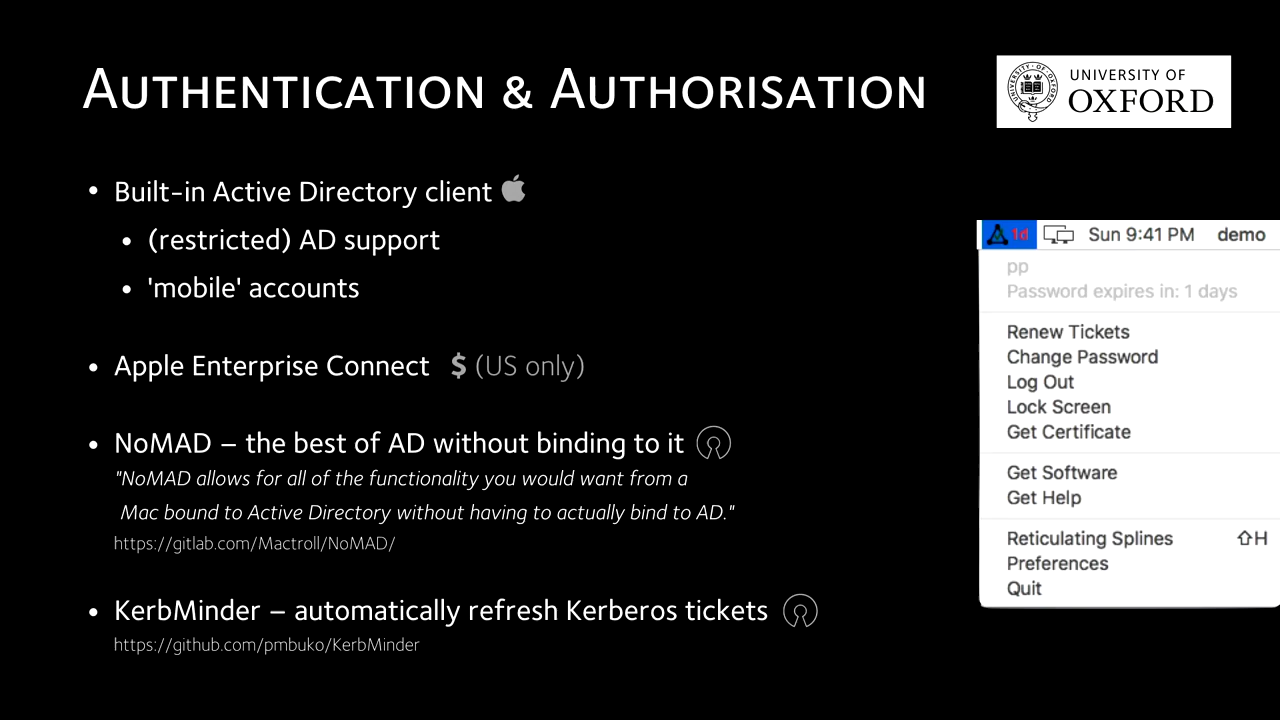 AUTHENTICATION & AUTHORISATION
UNIVERSITY OF
OXFORD
• Built-in Active Directory client
• (restricted) AD support
• 'mobile' accounts
• Apple Enterprise Connect $ (US only)
• NoMAD – the best of AD without binding to it
"NoMAD allows for all of the functionality you would want from a
Mac bound to Active Directory without having to actually bind to AD."
https://gitlab.com/Mactroll/NoMAD/
• KerbMinder – automatically refresh Kerberos tickets
https://github.com/pmbuko/KerbMinder
1d Sun 9:41 PM demo
pp
Password expires in: 1 days
Renew Tickets
Change Password
Log Out
Lock Screen
Get Certificate
Get Software
Get Help
Reticulating Splines ⇧H
Preferences
Quit